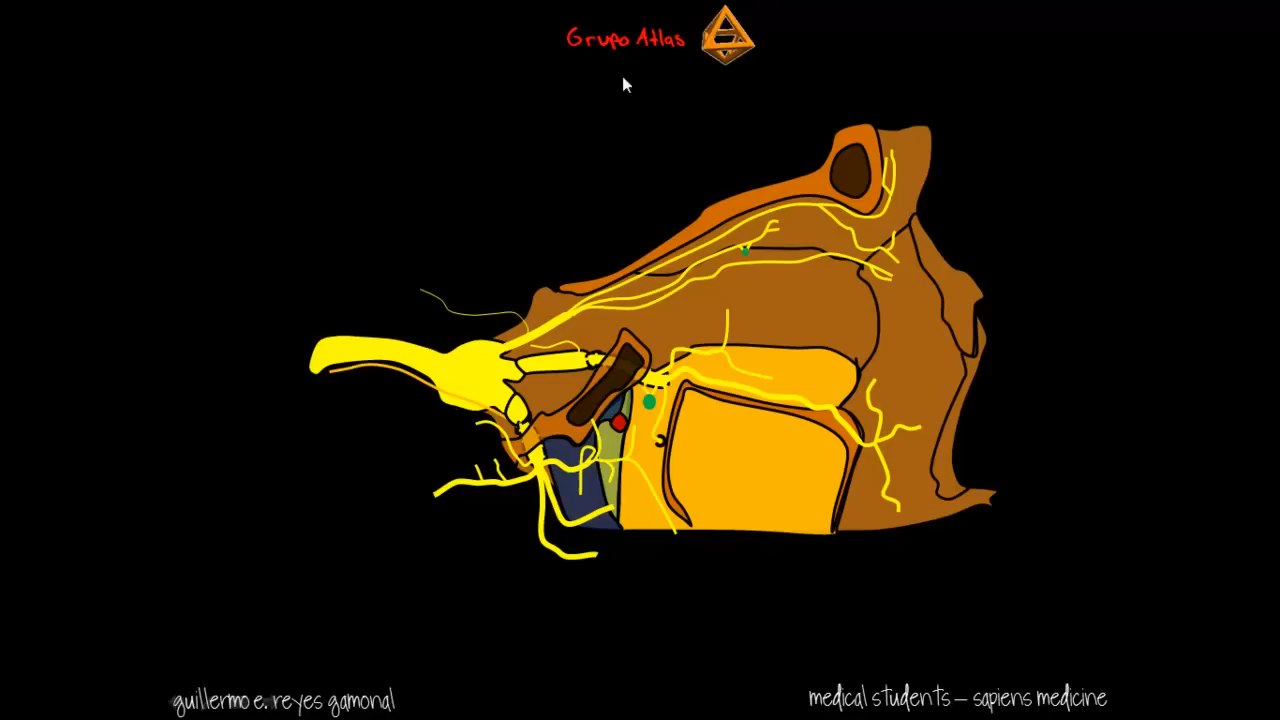 Grupo Atlas
guillermo e. reyes gamonal
medical students – sapiens medicine